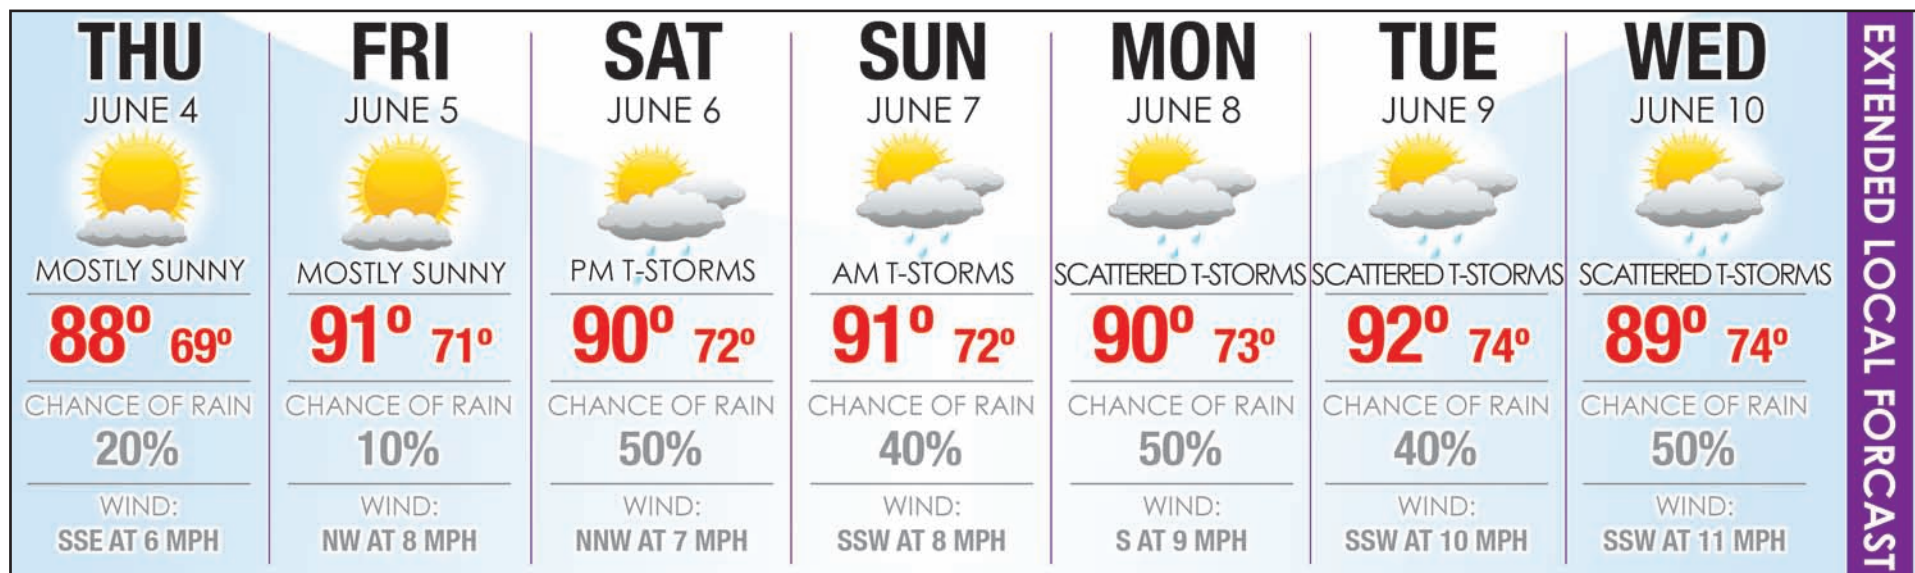 THU
JUNE 4
MOSTLY SUNNY
88º 69º
CHANCE OF RAIN
20%
WIND:
SSE AT 6 MPH
FRI
JUNE 5
MOSTLY SUNNY
91º 71º
CHANCE OF RAIN
10%
WIND:
NW AT 8 MPH
SAT
JUNE 6
PM T-STORMS
90º 72º
CHANCE OF RAIN
50%
WIND:
NNW AT 7 MPH
SUN
JUNE 7
AM T-STORMS
91º 72º
CHANCE OF RAIN
40%
WIND:
SSW AT 8 MPH
MON
JUNE 8
SCATTERED T-STORMS
90º 73º
CHANCE OF RAIN
50%
WIND:
S AT 9 MPH
TUE
JUNE 9
SCATTERED T-STORMS
92º 74º
CHANCE OF RAIN
40%
WIND:
SSW AT 10 MPH
WED
JUNE 10
SCATTERED T-STORMS
89º 74º
CHANCE OF RAIN
50%
WIND:
SSW AT 11 MPH
EXTENDED LOCAL FORCAST